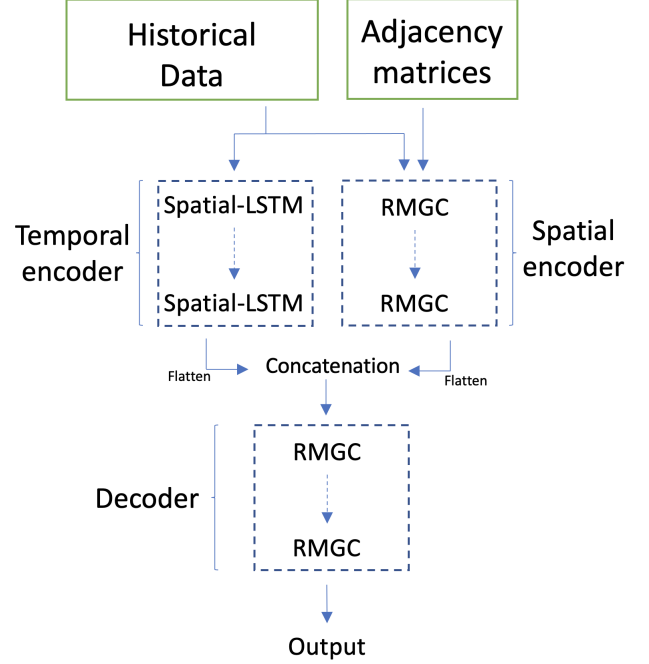 Historical
Data
Adjacency
matrices
Temporal
encoder
Spatial-LSTM
Spatial-LSTM
RMGC
RMGC
Spatial
encoder
Flatten
Concatenation
Flatten
Decoder
RMGC
RMGC
Output